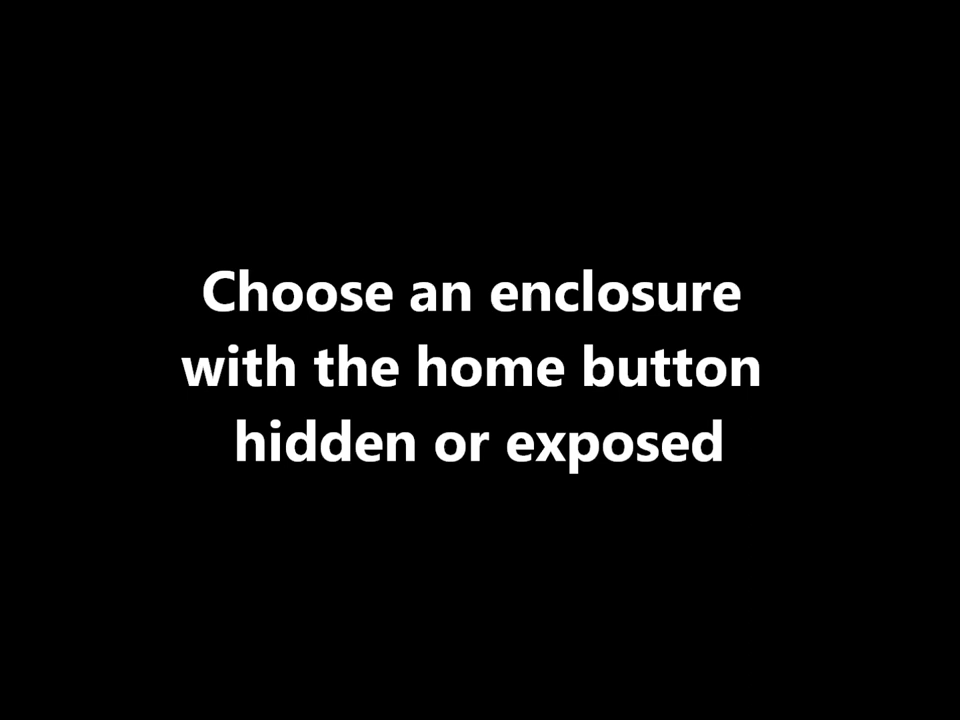 Choose an enclosure
with the home button
hidden or exposed